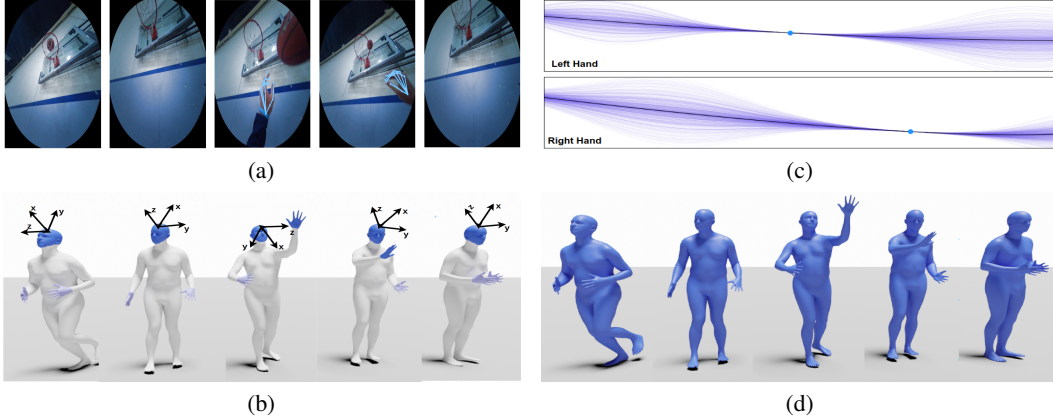 Left Hand
Right Hand
(a)
(c)
x y z
z x y
z y x
z x y
z x y
(b)
(d)